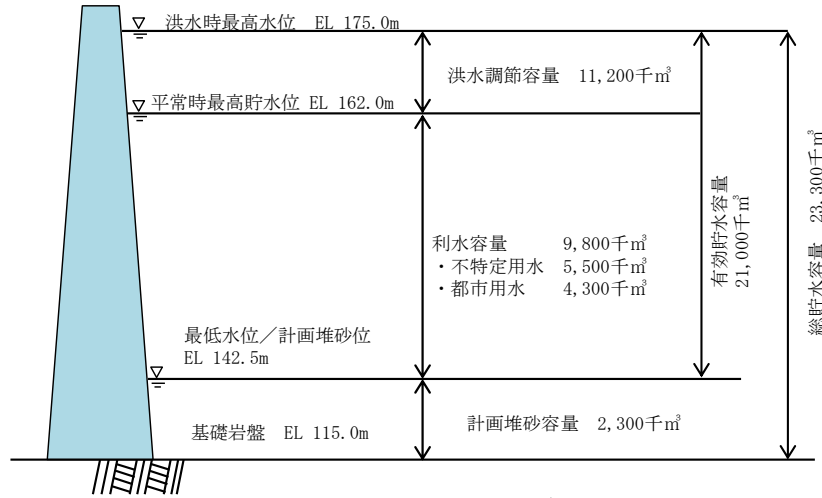 洪水時最高水位 EL 175.0m
洪水調節容量 11,200千㎥
平常時最高貯水位 EL 162.0m
利水容量 9,800千㎥
・不特定用水 5,500千㎥
・都市用水 4,300千㎥
有効貯水容量
21,000千㎥
総貯水容量 23,300千㎥
最低水位／計画堆砂位
EL 142.5m
基礎岩盤 EL 115.0m
計画堆砂容量 2,300千㎥